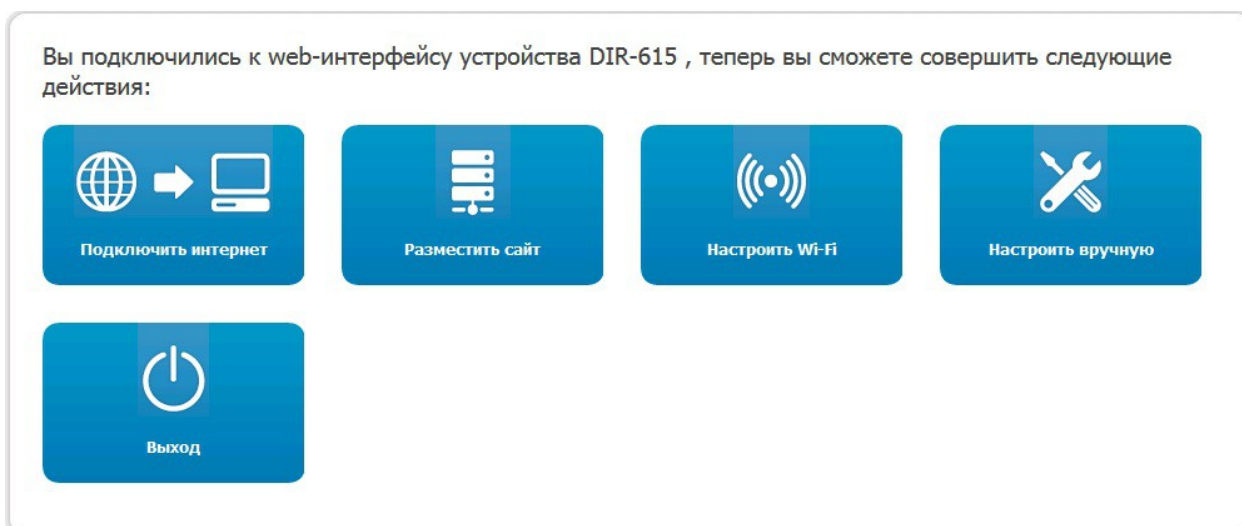 Вы подключились к web-интерфейсу устройства DIR-615 , теперь вы сможете совершить следующие
действия:
Подключить интернет
Разместить сайт
Настроить Wi-Fi
Настроить вручную
Выход